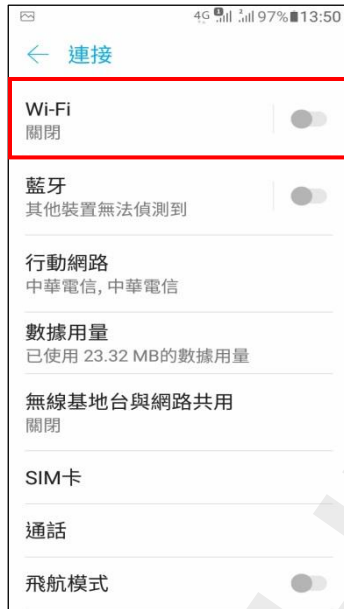 4G 1 2 97% 13:50
連接
Wi-Fi
關閉
藍牙
其他裝置無法偵測到
行動網路
中華電信, 中華電信
數據用量
已使用 23.32 MB的數據用量
無線基地台與網路共用
關閉
SIM卡
通話
飛航模式